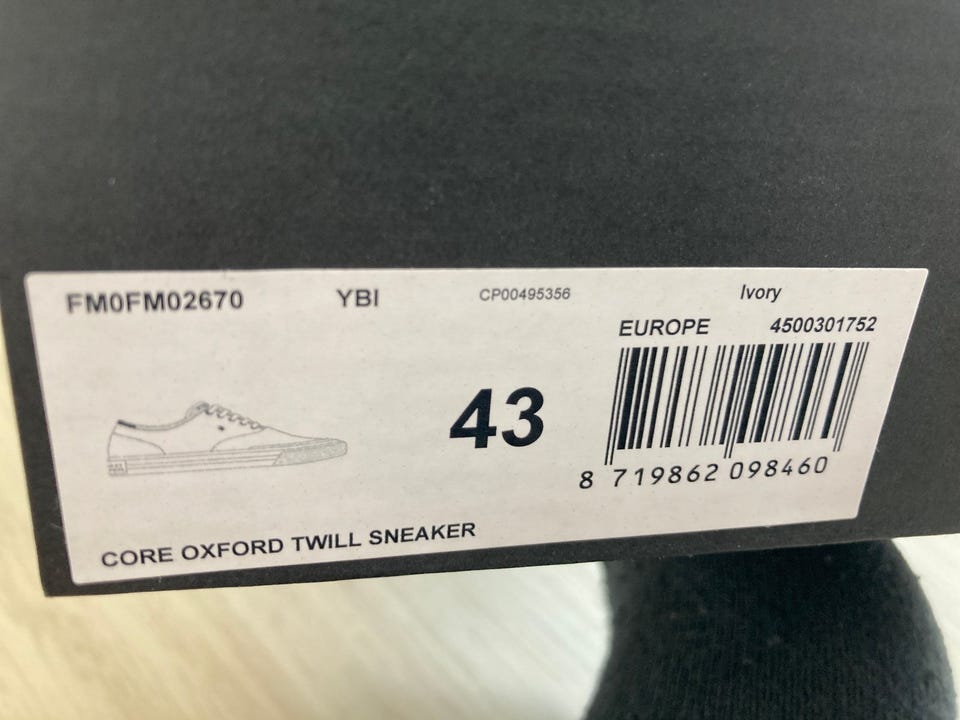 FM0FM02670 YBI CP00495356 Ivory
EUROPE 4500301752
43
8 719862 098460
CORE OXFORD TWILL SNEAKER